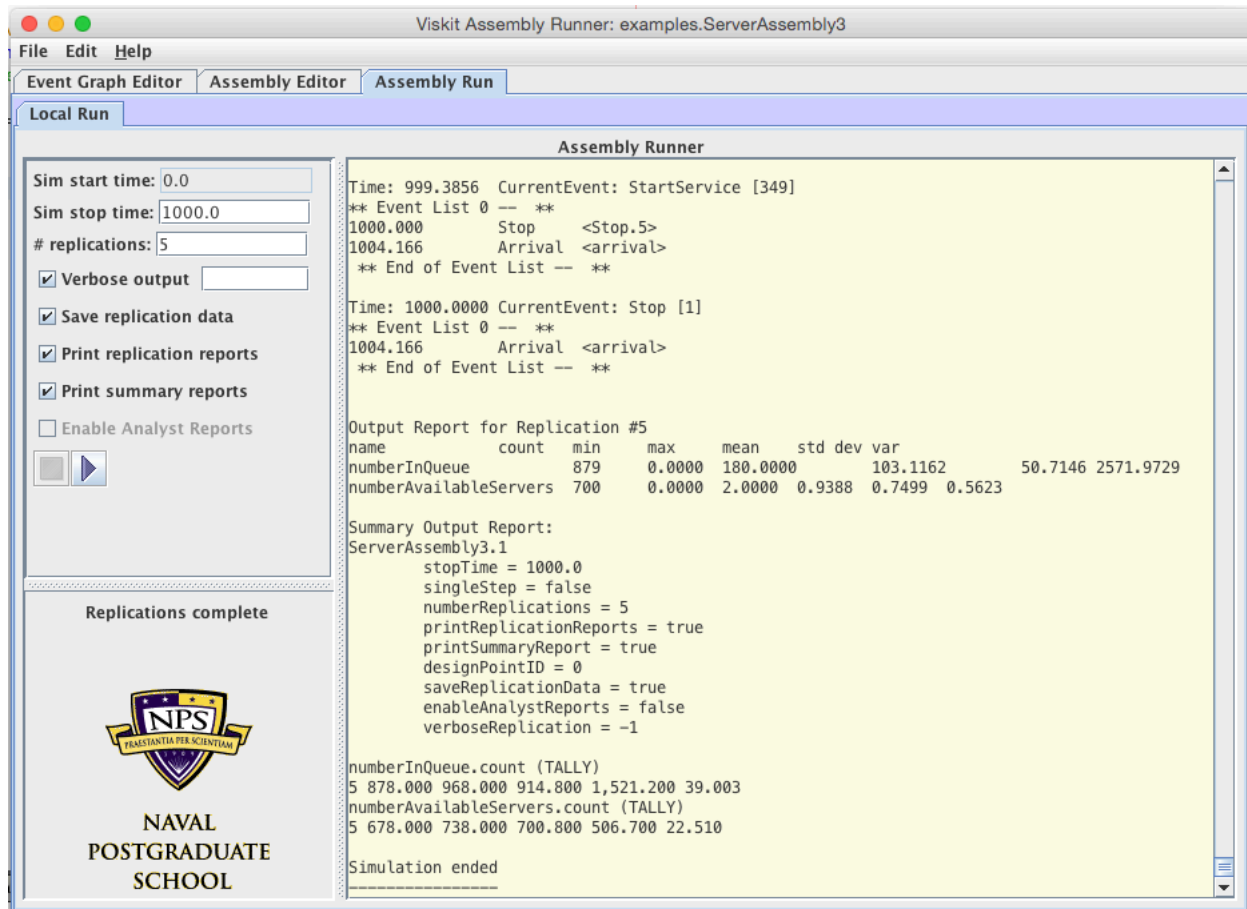 Viskit Assembly Runner: examples.ServerAssembly3
File Edit Help
Event Graph Editor Assembly Editor Assembly Run
Local Run
Assembly Runner
Sim start time: 0.0
Sim stop time: 1000.0
# replications: 5
Verbose output
Save replication data
Print replication reports
Print summary reports
Enable Analyst Reports
Replications complete
NPS
PRAESTANTIA PER SCIENTIAM
1909
NAVAL
POSTGRADUATE
SCHOOL
Time: 999.3856 CurrentEvent: StartService [349]
** Event List 0 -- **
1000.000 Stop <Stop.5>
1004.166 Arrival <arrival>
** End of Event List -- **
Time: 1000.0000 CurrentEvent: Stop [1]
** Event List 0 -- **
1004.166 Arrival <arrival>
** End of Event List -- **
Output Report for Replication #5
name count min max mean std dev var
numberInQueue 879 0.0000 180.0000 103.1162 50.7146 2571.9729
numberAvailableServers 700 0.0000 2.0000 0.9388 0.7499 0.5623
Summary Output Report:
ServerAssembly3.1
stopTime = 1000.0
singleStep = false
numberReplications = 5
printReplicationReports = true
printSummaryReport = true
designPointID = 0
saveReplicationData = true
enableAnalystReports = false
verboseReplication = -1
numberInQueue.count (TALLY)
5 878.000 968.000 914.800 1,521.200 39.003
numberAvailableServers.count (TALLY)
5 678.000 738.000 700.800 506.700 22.510
Simulation ended
----------------